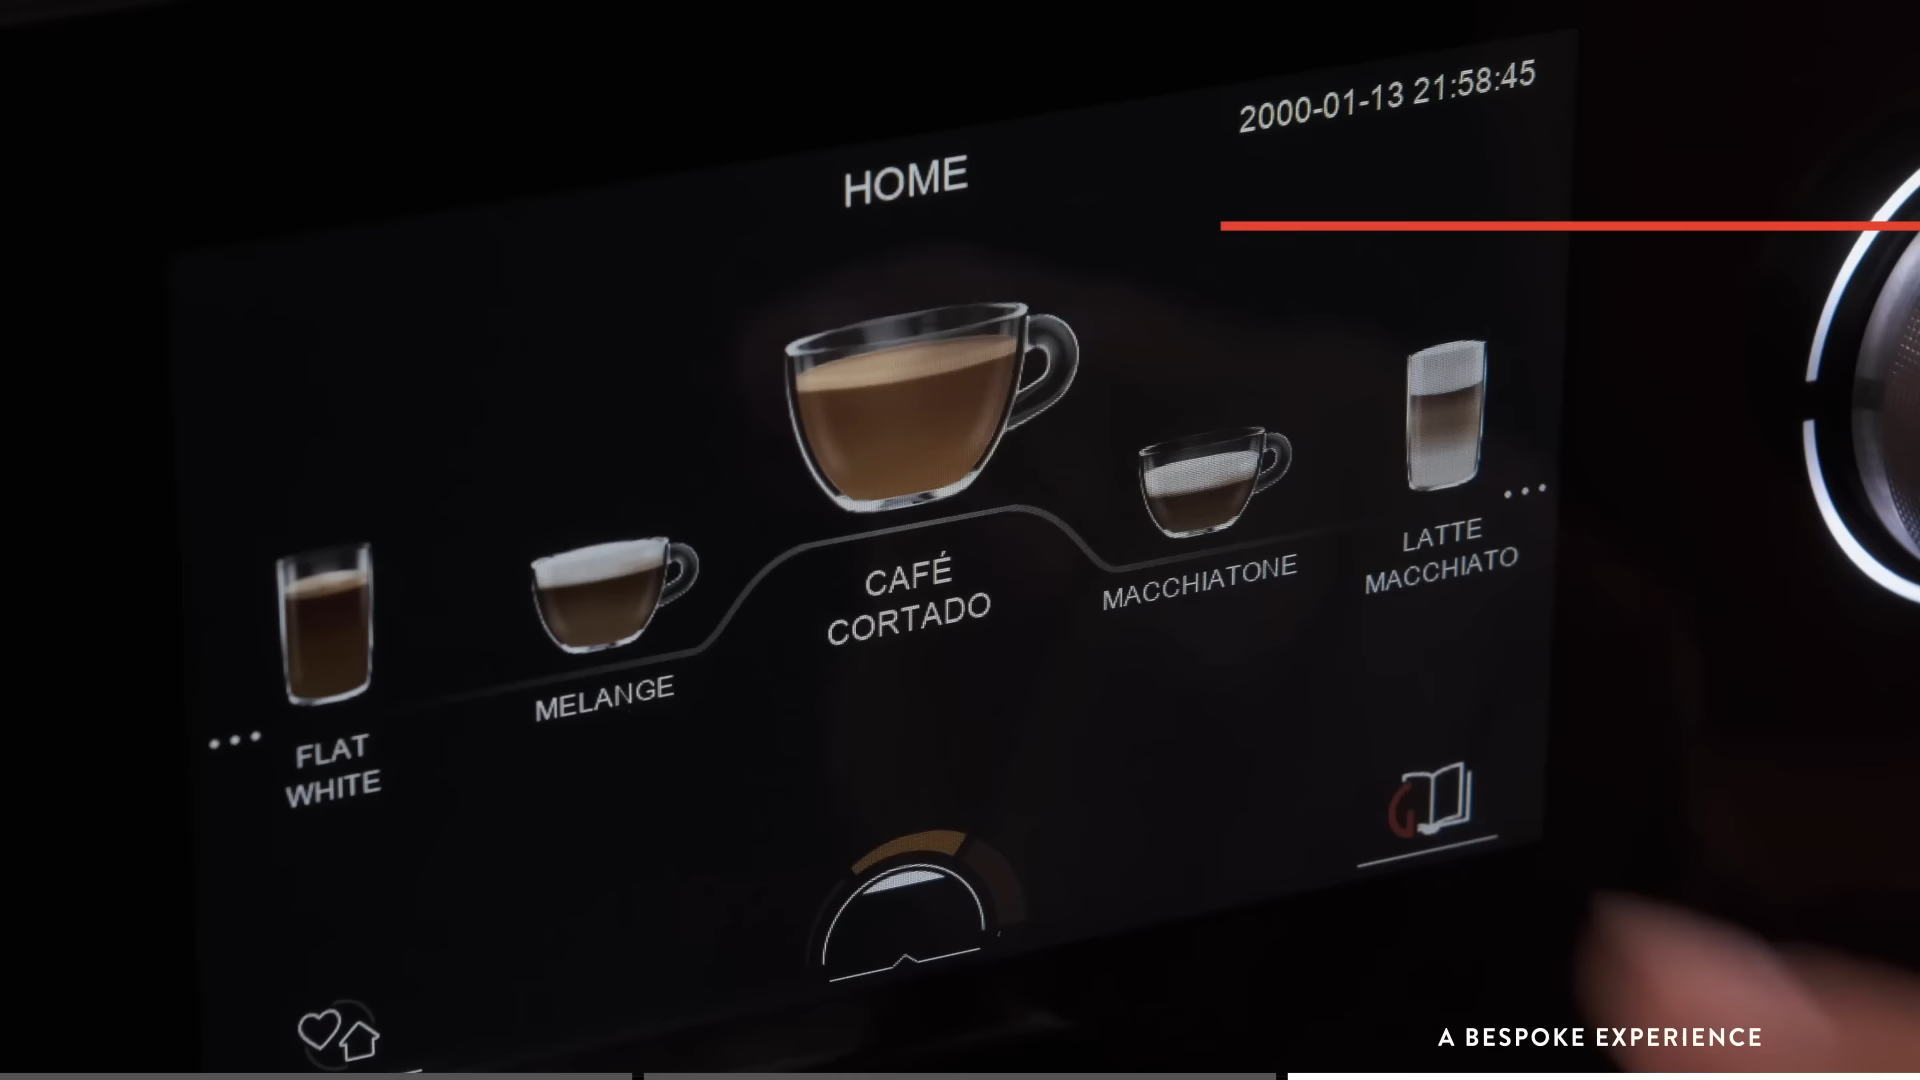 2000-01-13 21:58:45
HOME
CAFÉ
CORTADO
MACCHIATONE
LATTE
MACCHIATO
MELANGE
FLAT
WHITE
A BESPOKE EXPERIENCE